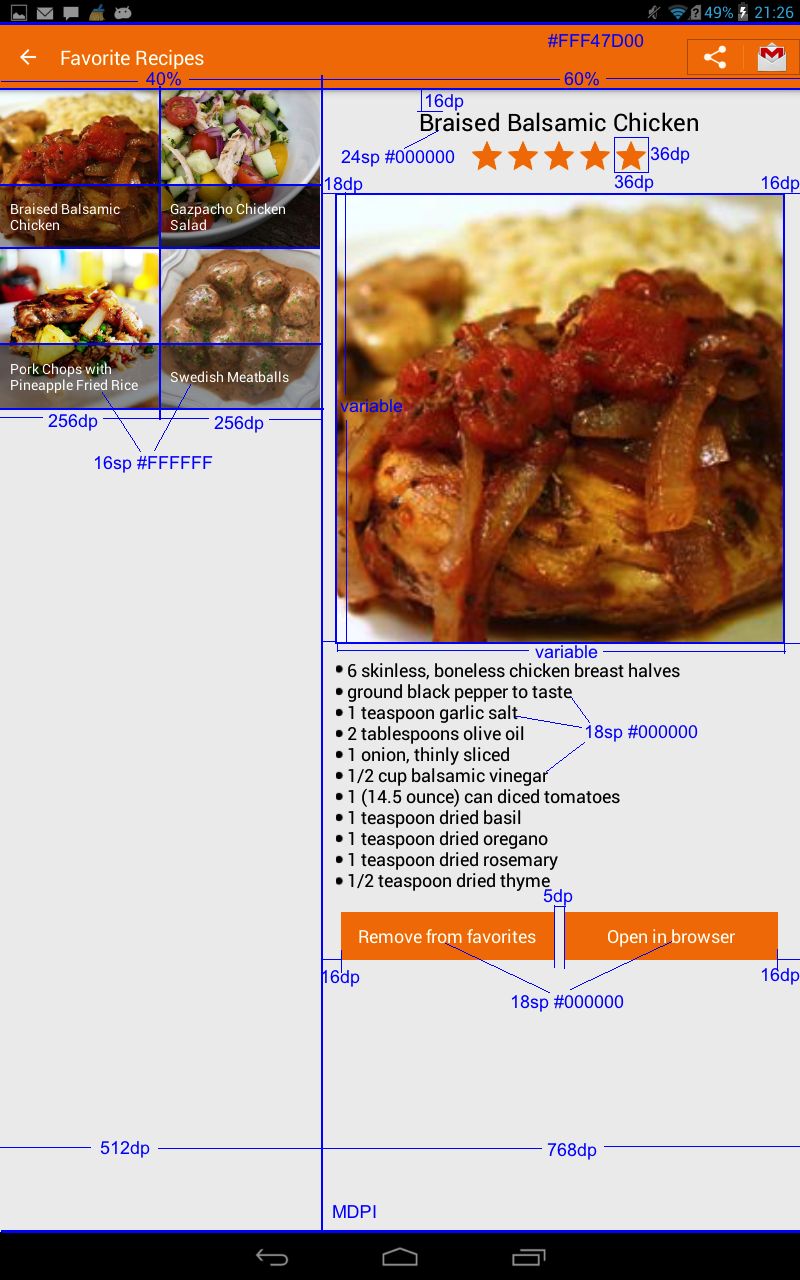 49% 21:26
Favorite Recipes
#FFF47D00
40%
60%
16dp
Braised Balsamic Chicken
24sp #000000
36dp
36dp
18dp
16dp
Braised Balsamic
Chicken
Gazpacho Chicken
Salad
Pork Chops with
Pineapple Fried Rice
Swedish Meatballs
256dp
256dp
16sp #FFFFFF
variable
variable
6 skinless, boneless chicken breast halves
ground black pepper to taste
1 teaspoon garlic salt
2 tablespoons olive oil
18sp #000000
1 onion, thinly sliced
1/2 cup balsamic vinegar
1 (14.5 ounce) can diced tomatoes
1 teaspoon dried basil
1 teaspoon dried oregano
1 teaspoon dried rosemary
1/2 teaspoon dried thyme
5dp
Remove from favorites
Open in browser
16dp
16dp
18sp #000000
512dp
768dp
MDPI